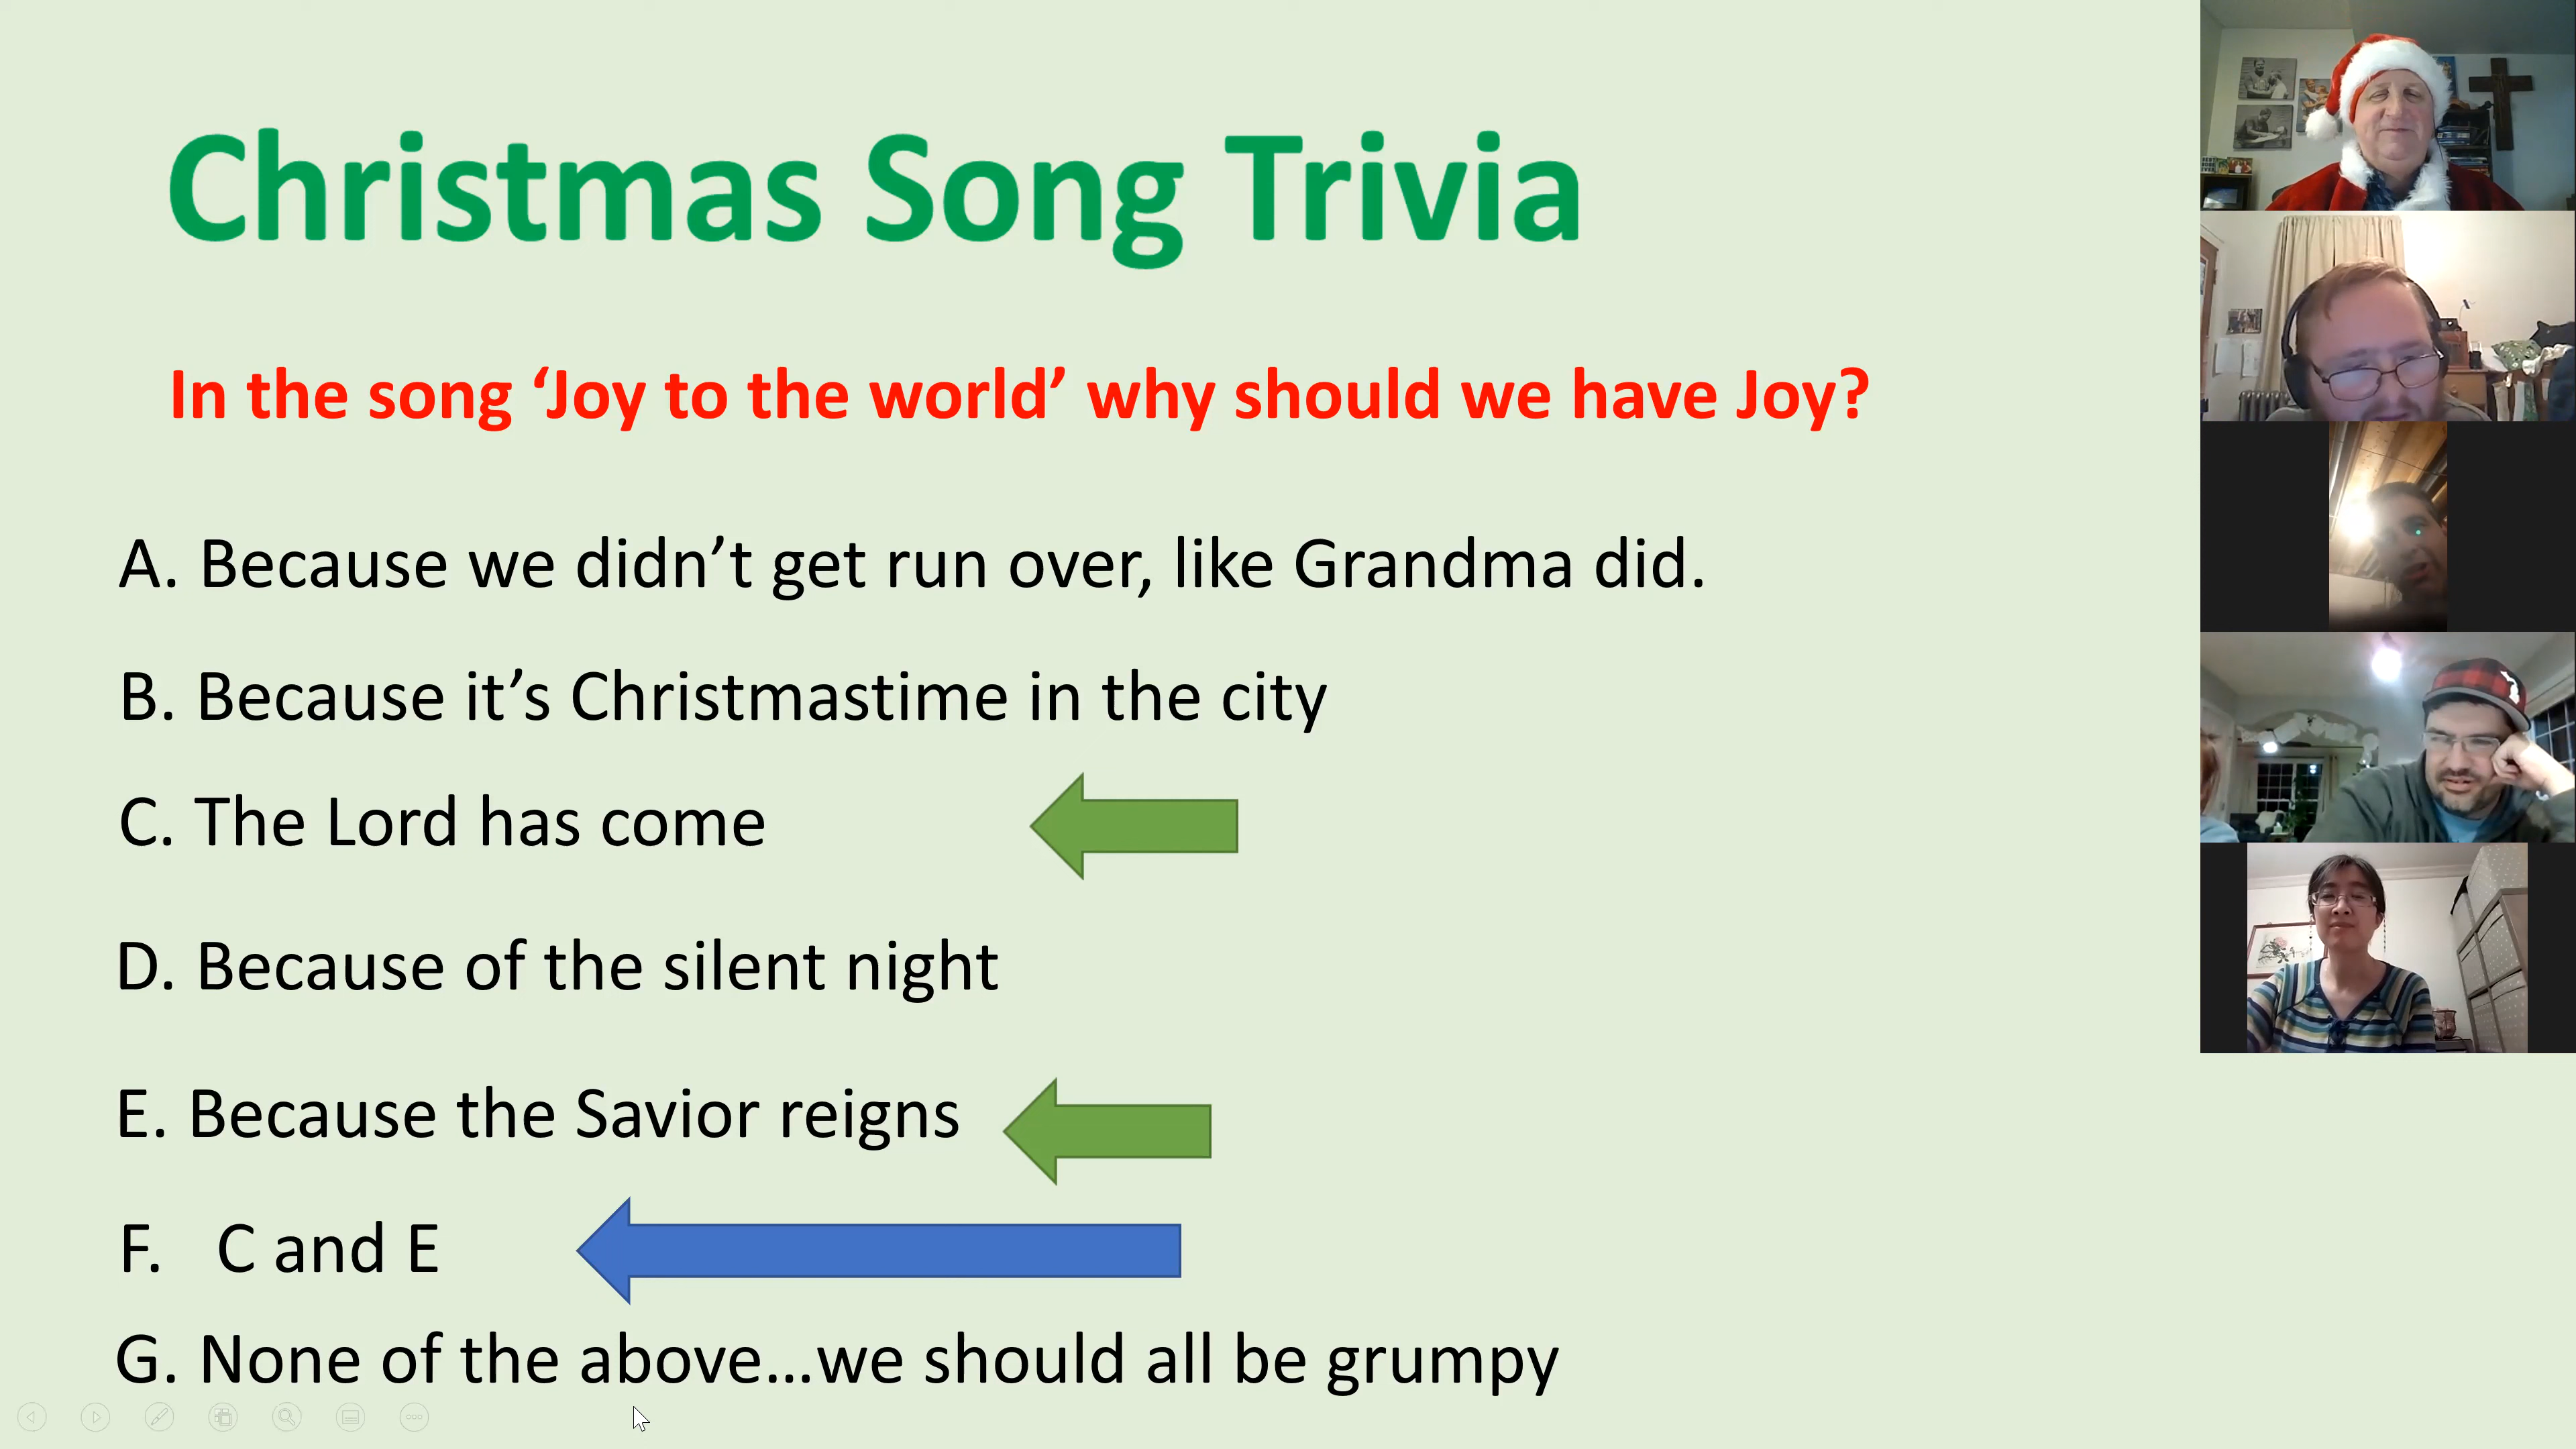 Christmas Song Trivia
In the song ‘Joy to the world’ why should we have Joy?
A. Because we didn’t get run over, like Grandma did.
B. Because it’s Christmastime in the city
C. The Lord has come
D. Because of the silent night
E. Because the Savior reigns
F. C and E
G. None of the above...we should all be grumpy